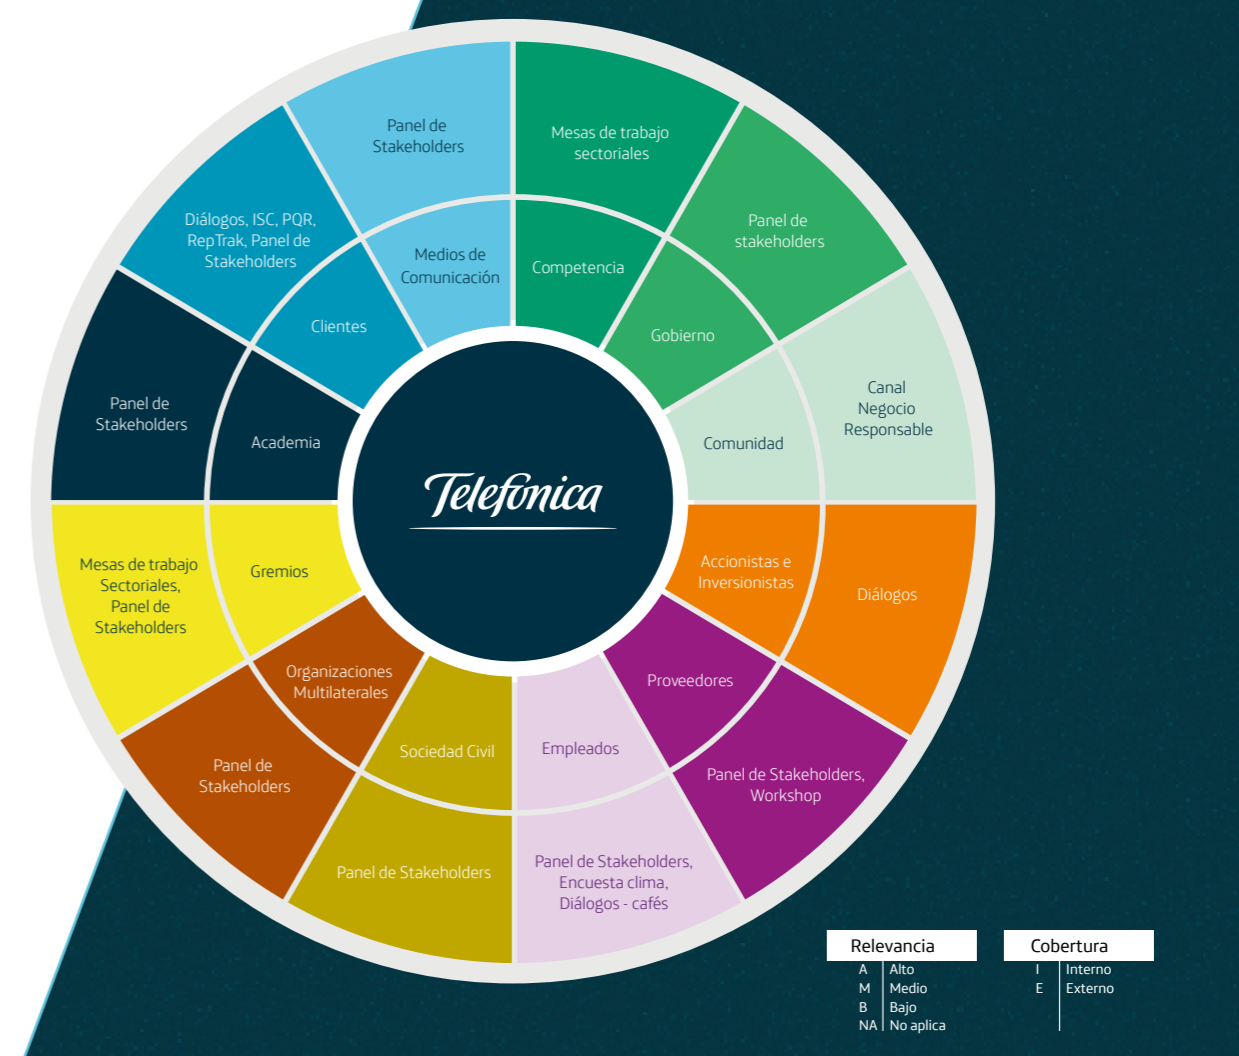 Panel de
Stakeholders
Mesas de trabajo
sectoriales
Diálogos, ISC, PQR,
RepTrak, Panel de
Stakeholders
Panel de
stakeholders
Medios de
Comunicación
Competencia
Clientes
Gobierno
Panel de
Stakeholders
Academia
Comunidad
Canal
Negocio
Responsable
Telefónica
Mesas de trabajo
Sectoriales,
Panel de
Stakeholders
Gremios
Accionistas e
Inversionistas
Diálogos
Organizaciones
Multilaterales
Proveedores
Sociedad Civil
Empleados
Panel de
Stakeholders
Panel de Stakeholders,
Workshop
Panel de Stakeholders
Panel de Stakeholders,
Encuesta clima,
Diálogos - cafés
Relevancia
A Alto
M Medio
B Bajo
NA No aplica
Cobertura
I Interno
E Externo